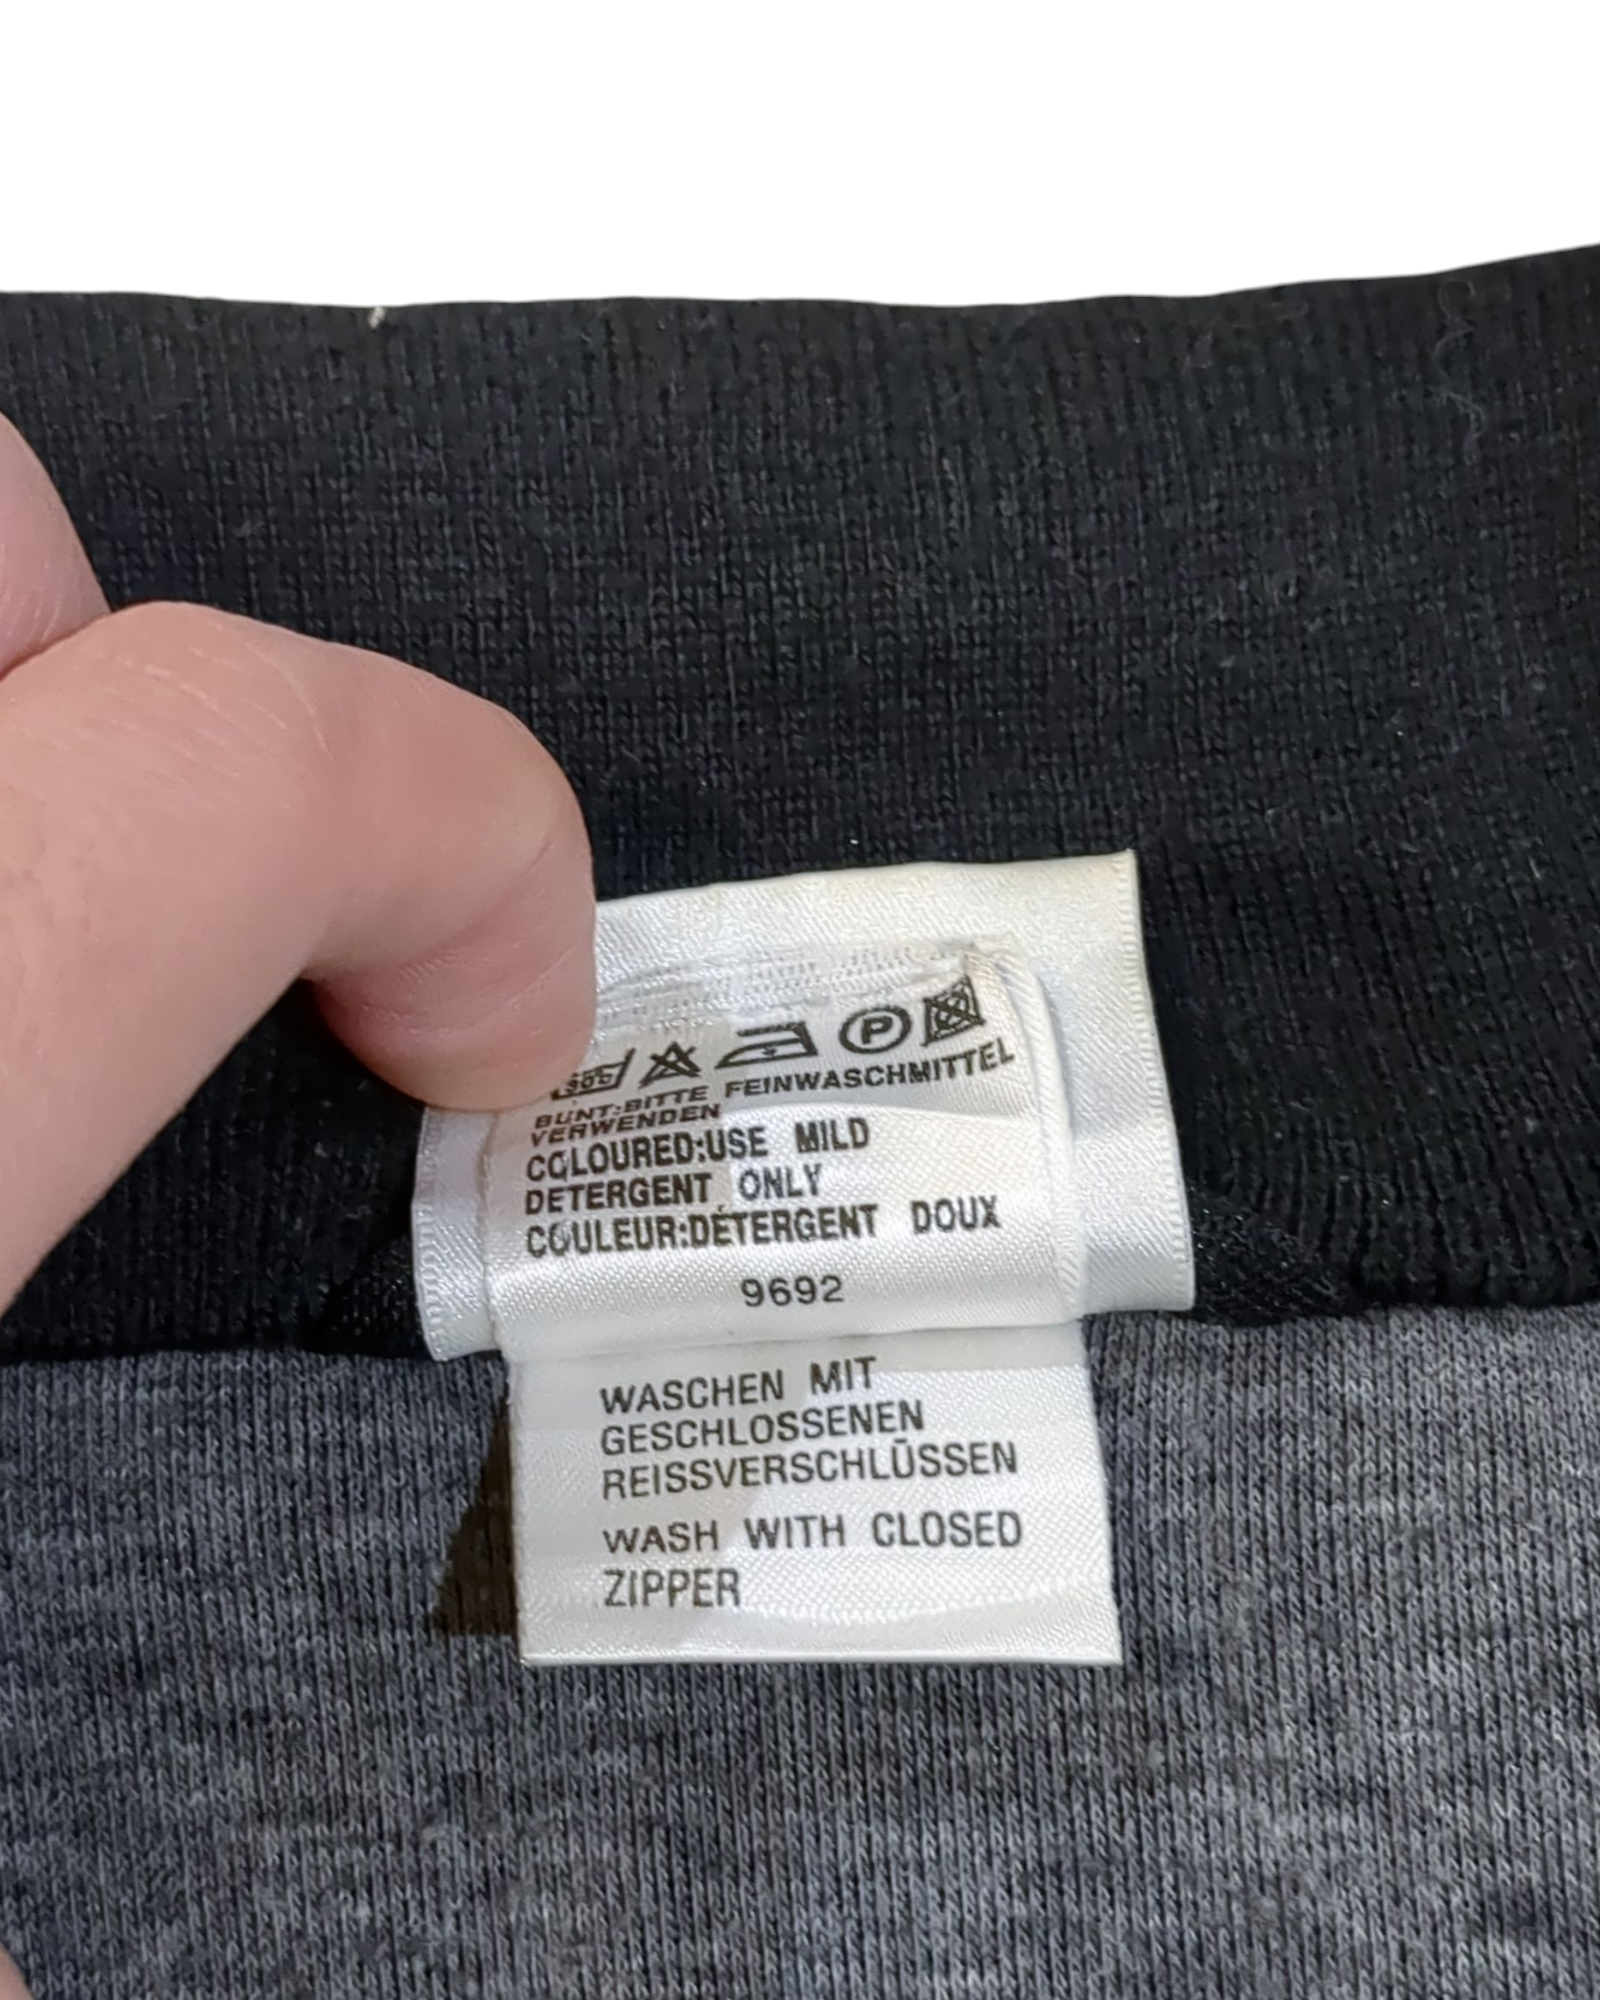 30C
P
BUNT:BITTE FEINWASCHMITTEL
VERWENDEN
COLOURED:USE MILD
DETERGENT ONLY
COULEUR:DÉTERGENT DOUX
9692
WASCHEN MIT
GESCHLOSSENEN
REISSVERSCHLÜSSEN
WASH WITH CLOSED
ZIPPER